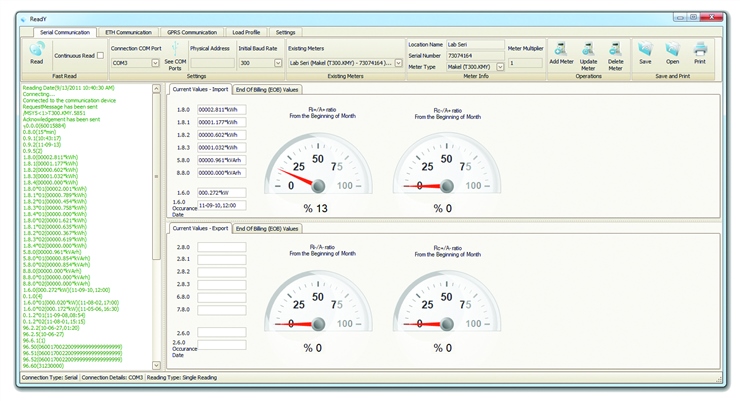 ReadY
Serial Communication
ETH Communication
GPRS Communication
Load Profile
Settings
Read
Continuous Read
Fast Read
Connection COM Port
COM3
See COM Ports
Physical Address
Initial Baud Rate
300
Settings
Existing Meters
Lab Seri (Makel (T300.KMY) - 73074164 )...
Existing Meters
Location Name Lab Seri
Serial Number 73074164
Meter Type Makel (T300.KMY)
Meter Multiplier
1
Meter Info
Add Meter
Update Meter
Delete Meter
Operations
Save
Open
Print
Save and Print
Reading Date(9/13/2011 10:40:30 AM)
Connecting...
Connected to the communication device
RequestMessage has been sent
/MSY5<1>T300.KMY.5851
Acknowledgement has been sent
v0.0.0(60015884)
0.8.0(15*min)
0.9.1(10:43:17)
0.9.2(11-09-13)
0.9.5(2)
1.8.0(00002.811*kWh)
1.8.1(00001.177*kWh)
1.8.2(00000.602*kWh)
1.8.3(00001.032*kWh)
1.8.4(00000.000*kWh)
1.8.0*01(00002.001*kWh)
1.8.1*01(00000.789*kWh)
1.8.2*01(00000.454*kWh)
1.8.3*01(00000.758*kWh)
1.8.4*01(00000.000*kWh)
1.8.0*02(00001.621*kWh)
1.8.1*02(00000.635*kWh)
1.8.2*02(00000.367*kWh)
1.8.3*02(00000.619*kWh)
1.8.4*02(00000.000*kWh)
5.8.0(00000.961*kVArh)
5.8.0*01(00000.854*kVArh)
5.8.0*02(00000.854*kVArh)
8.8.0(00000.000*kVArh)
8.8.0*01(00000.000*kVArh)
8.8.0*02(00000.000*kVArh)
1.6.0(000.272*kW)(11-09-10,12:00)
0.1.0(4)
1.6.0*01(000.020*kW)(11-08-02,17:00)
1.6.0*02(000.172*kW)(11-05-06,16:30)
0.1.2*01(11-09-08,08:54)
0.1.2*02(11-08-01,15:15)
96.2.2(10-06-27,01:20)
96.2.5(10-06-27)
96.6.1(1)
96.60(31230000)
Current Values - Import
End Of Billing (EOB) Values
1.8.0 00002.811*kWh
1.8.1 00001.177*kWh
1.8.2 00000.602*kWh
1.8.3 00001.032*kWh
5.8.0 00000.961*kVArh
8.8.0 00000.000*kVArh
1.6.0 000.272*kW
1.6.0 Occurance Date 11-09-10,12:00
Ri+/A+ ratio
From the Beginning of Month
0 25 50 75 100
% 13
Rc-/A+ ratio
From the Beginning of Month
0 25 50 75 100
% 0
Current Values - Export
End Of Billing (EOB) Values
2.8.0
2.8.1
2.8.2
2.8.3
6.8.0
7.8.0
2.6.0
2.6.0
Occurance
Date
Ri-/A- ratio
From the Beginning of Month
0 25 50 75 100
% 0
Rc+/A- ratio
From the Beginning of Month
0 25 50 75 100
% 0
Connection Type: Serial
Connection Details: COM3
Reading Type: Single Reading